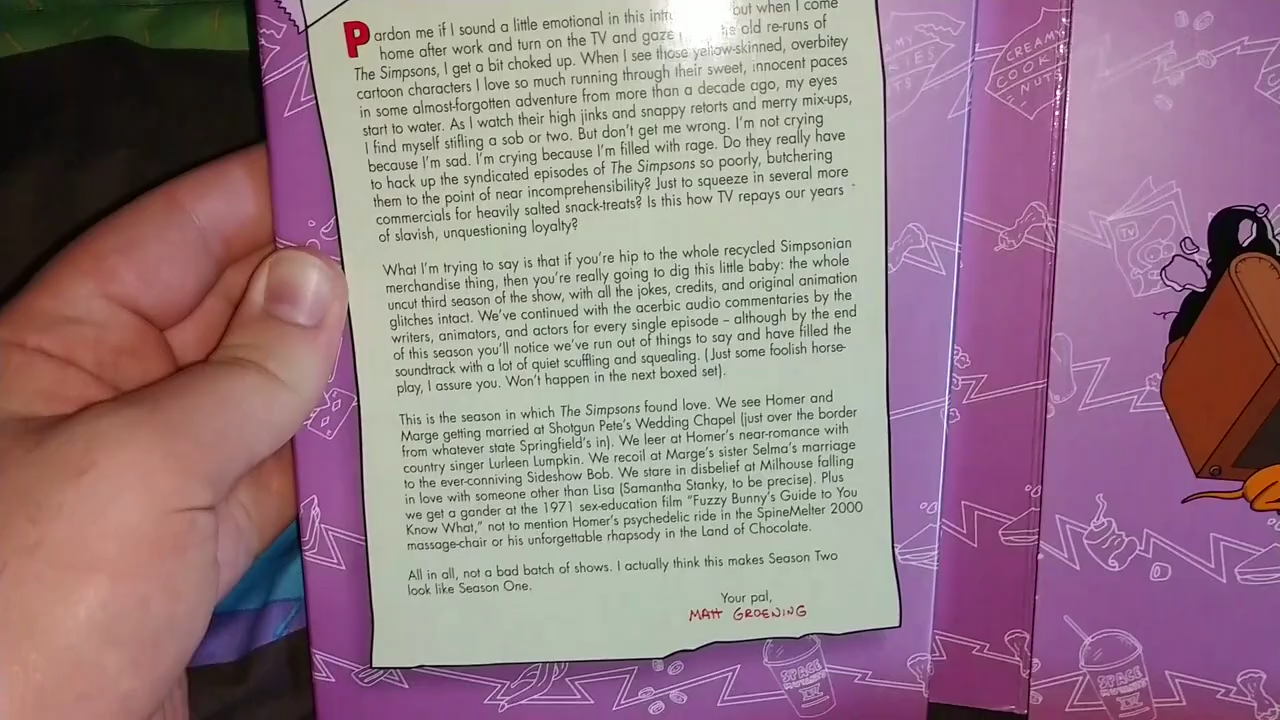 Pardon me if I sound a little emotional in this but when I come
home after work and turn on the TV and gaze old re-runs of
The Simpsons, I get a bit choked up. When I see those yellow-skinned, overbitey
cartoon characters I love so much running through their sweet, innocent paces
in some almost-forgotten adventure from more than a decade ago, my eyes
start to water. As I watch their high jinks and snappy retorts and merry mix-ups,
I find myself stifling a sob or two. But don't get me wrong. I'm not crying
because I'm sad. I'm crying because I'm filled with rage. Do they really have
to hack up the syndicated episodes of The Simpsons so poorly, butchering
them to the point of near incomprehensibility? Just to squeeze in several more
commercials for heavily salted snack-treats? Is this how TV repays our years
of slavish, unquestioning loyalty?
What I'm trying to say is that if you're hip to the whole recycled Simpsonian
merchandise thing, then you're really going to dig this little baby: the whole
uncut third season of the show, with all the jokes, credits, and original animation
glitches intact. We've continued with the acerbic audio commentaries by the
writers, animators, and actors for every single episode – although by the end
of this season you'll notice we've run out of things to say and have filled the
soundtrack with a lot of quiet scuffling and squealing. (Just some foolish horse-
play, I assure you. Won't happen in the next boxed set).
This is the season in which The Simpsons found love. We see Homer and
Marge getting married at Shotgun Pete's Wedding Chapel (just over the border
from whatever state Springfield's in). We leer at Homer's near-romance with
country singer Lurleen Lumpkin. We recoil at Marge's sister Selma's marriage
to the ever-conniving Sideshow Bob. We stare in disbelief at Milhouse falling
in love with someone other than Lisa (Samantha Stanky, to be precise). Plus
we get a gander at the 1971 sex-education film "Fuzzy Bunny's Guide to You
Know What," not to mention Homer's psychedelic ride in the SpineMelter 2000
massage-chair or his unforgettable rhapsody in the Land of Chocolate.
All in all, not a bad batch of shows. I actually think this makes Season Two
look like Season One.
Your pal,
MATT GROENING
CREAMY
COOK
NUT
TV
SPACE
MUTANTS
IV
SPACE
MUTANTS
IV